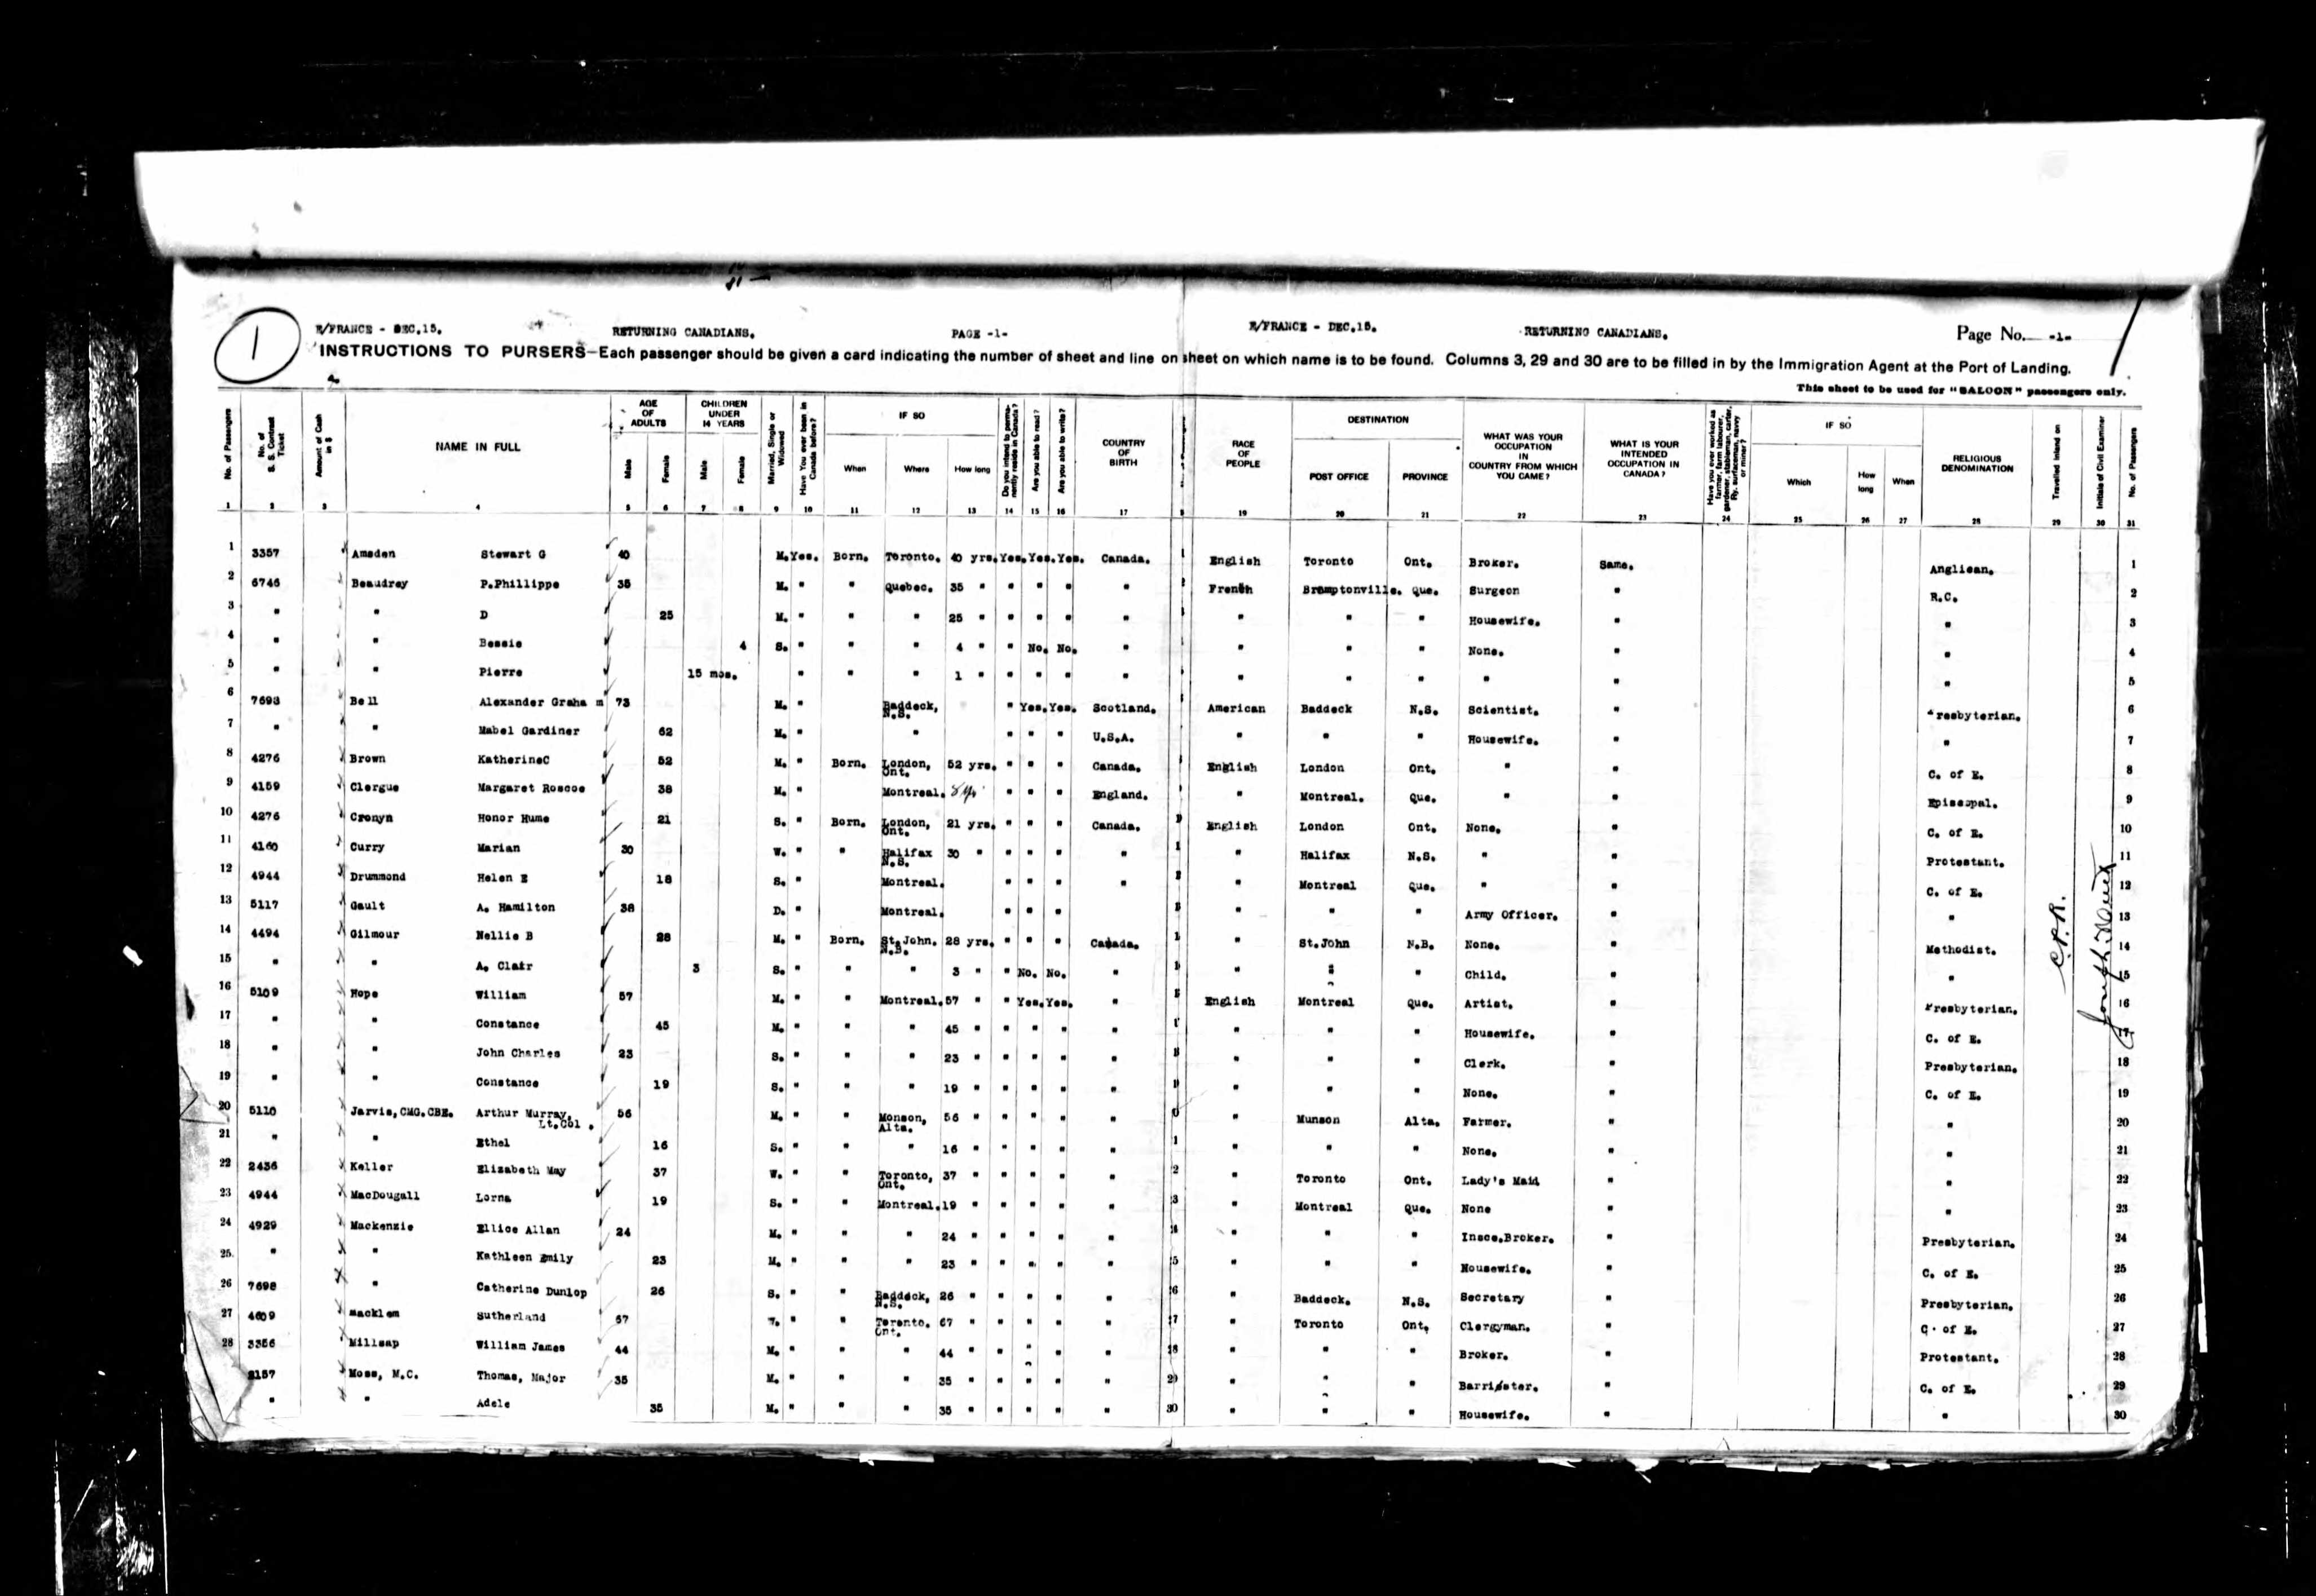 1
E/FRANCE - DEC.15. RETURNING CANADIANS. PAGE -1- E/FRANCE - DEC.15. RETURNING CANADIANS. Page No. -1-
INSTRUCTIONS TO PURSERS—Each passenger should be given a card indicating the number of sheet and line on sheet on which name is to be found. Columns 3, 29 and 30 are to be filled in by the Immigration Agent at the Port of Landing.
This sheet to be used for "SALOON" passengers only.
No. of Passengers | No. of S. S. Contract Ticket | Amount of Cash in $ | NAME IN FULL | AGE OF ADULTS Male Female | CHILDREN UNDER 14 YEARS Male Female | Married, Single or Widowed | Have You ever been in Canada before? | IF SO When Where How long | Do you intend to permanently reside in Canada? | Are you able to read? | Are you able to write? | COUNTRY OF BIRTH | RACE OF PEOPLE | DESTINATION POST OFFICE PROVINCE | WHAT WAS YOUR OCCUPATION IN COUNTRY FROM WHICH YOU CAME? | WHAT IS YOUR INTENDED OCCUPATION IN CANADA? | Have you ever worked as farmer, farm labourer, gardener, stableman, carter, Ry. surfaceman, navvy or miner? | IF SO Which How long When | RELIGIOUS DENOMINATION | Travelled Inland on | Initials of Civil Examiner | No. of Passengers
1 2 3 4 5 6 7 8 9 10 11 12 13 14 15 16 17 19 20 21 22 23 24 25 26 27 28 29 30 31
1 3357 Amsden Stewart G 40 M. Yes. Born. Toronto. 40 yrs. Yes. Yes. Yes. Canada. 1 English Toronto Ont. Broker. Same. Anglican. 1
2 6746 Beaudrey P.Phillippe 35 M. " " Quebec. 35 " " " " " French Bromptonville. Que. Surgeon " R.C. 2
3 " " D 25 M. " " " 25 " " " " " " " " Housewife. " " 3
4 " " Bessie 4 S. " " " 4 " " No. No. " " " " None. " " 4
5 " " Pierre 15 mos. " " " 1 " " " " " " " " " " " 5
6 7693 Bell Alexander Graham 73 M. " Baddeck, N.S. " Yes. Yes. Scotland. American Baddeck N.S. Scientist. " Presbyterian. 6
7 " " Mabel Gardiner 62 M. " " " " " U.S.A. " " " Housewife. " " 7
8 4276 Brown KatherineC 52 M. " Born. London, Ont. 52 yrs. " " " Canada. English London Ont. " " C. of E. 8
9 4159 Clergue Margaret Roscoe 38 M. " Montreal. " " " England. " Montreal. Que. " " Episcopal. 9
10 4276 Cronyn Honor Hume 21 S. " Born. London, Ont. 21 yrs. " " " Canada. English London Ont. None. " C. of E. 10
11 4160 Curry Marian 30 W. " " Halifax N.S. 30 " " " " " " Halifax N.S. " " Protestant. 11
12 4944 Drummond Helen E 18 S. " Montreal. " " " " " Montreal Que. " " C. of E. 12
13 5117 Gault A. Hamilton 38 D. " Montreal. " " " " " " Army Officer. " " 13
14 4494 Gilmour Nellie B 28 M. " Born. St. John. N.B. 28 yrs. " " " Canada. " St.John N.B. None. " Methodist. 14
15 " " A. Clair 3 S. " " " 3 " " No. No. " " " " Child. " " 15
16 5109 Hope William 57 M. " " Montreal. 57 " " Yes. Yes. " English Montreal Que. Artist. " Presbyterian. 16
17 " " Constance 45 M. " " " 45 " " " " " " " " Housewife. " C. of E. 17
18 " " John Charles 23 S. " " " 23 " " " " " " " " Clerk. " Presbyterian. 18
19 " " Constance 19 S. " " " 19 " " " " " " " " None. " C. of E. 19
20 5110 Jarvis, CMG.CBE. Arthur Murray, Lt.Col. 56 M. " " Monson, Alta. 56 " " " " " " Munson Alta. Farmer. " " 20
21 " " Ethel 16 S. " " " 16 " " " " " " " " None. " " 21
22 2436 Keller Elizabeth May 37 W. " " Toronto, Ont. 37 " " " " " " Toronto Ont. Lady's Maid " " 22
23 4944 MacDougall Lorna 19 S. " " Montreal. 19 " " " " " " Montreal Que. None " " 23
24 4929 Mackenzie Ellice Allan 24 M. " " " 24 " " " " " " " " Insce.Broker. " Presbyterian. 24
25. " " Kathleen Emily 23 M. " " " 23 " " " " " " " " Housewife. " C. of E. 25
26 7698 " Catherine Dunlop 26 S. " " Baddeck, N.S. 26 " " " " " " Baddeck. N.S. Secretary " Presbyterian. 26
27 4609 Macklem Sutherland " " Toronto. Ont. 67 " " " " " " Toronto Ont. Clergyman. " C. of E. 27
28 3356 Millsap William James 44 M. " " " 44 " " " " " " " " Broker. " Protestant. 28
2157 Moss, M.C. Thomas, Major 35 M. " " " 35 " " " " " 29 " " " Barrister. " C. of E. 29
" " Adele 35 M. " " " 35 " " " " " 30 " " " Housewife. " " 30
C.P.R.